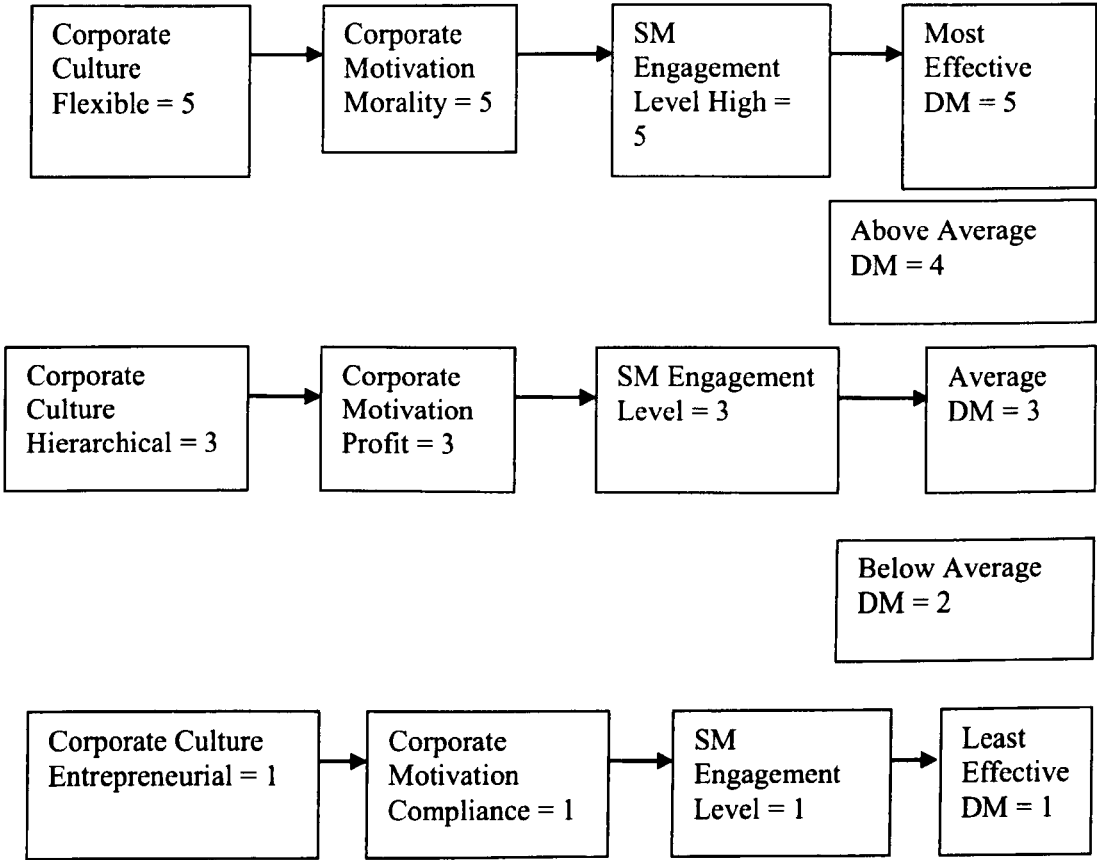 Corporate
Culture
Flexible = 5
Corporate
Motivation
Morality = 5
SM
Engagement
Level High =
5
Most
Effective
DM = 5
Above Average
DM = 4
Corporate
Culture
Hierarchical = 3
Corporate
Motivation
Profit = 3
SM Engagement
Level = 3
Average
DM = 3
Below Average
DM = 2
Corporate Culture
Entrepreneurial = 1
Corporate
Motivation
Compliance = 1
SM
Engagement
Level = 1
Least
Effective
DM = 1